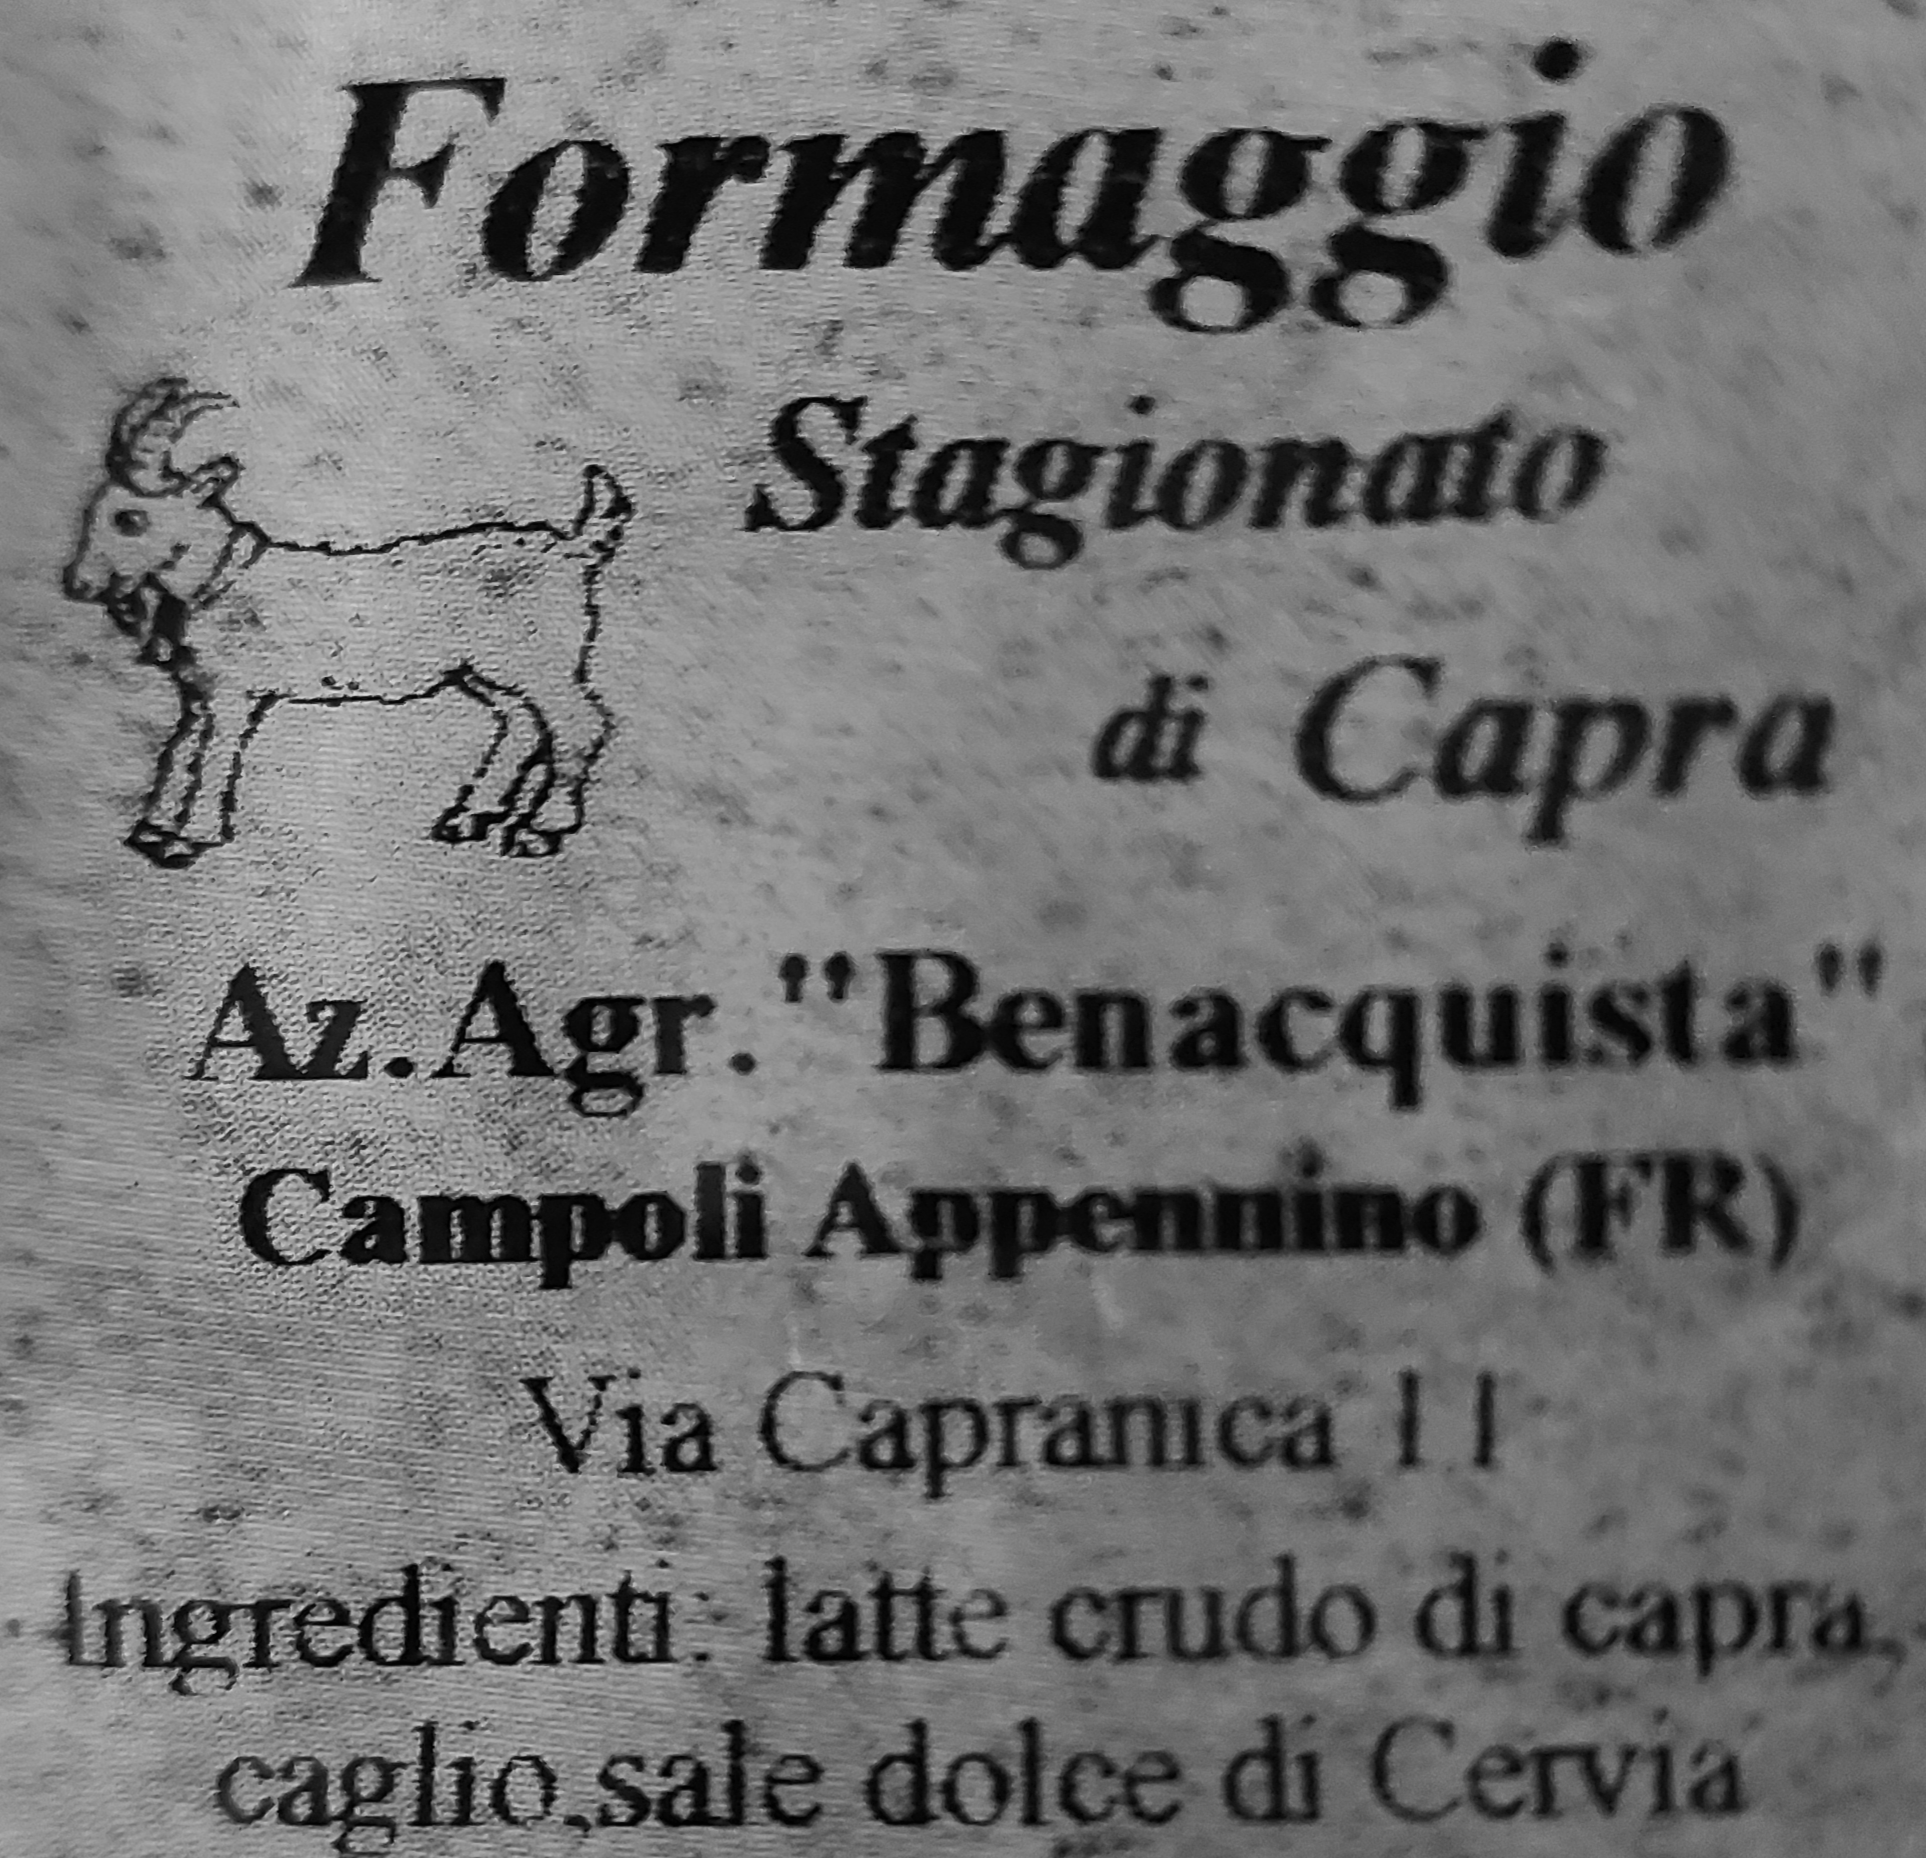 Formaggio
Stagionato
di Capra
Az.Agr."Benacquista"
Campoli Appennino (FR)
Via Capranica 11
Ingredienti: latte crudo di capra,
caglio,sale dolce di Cervia